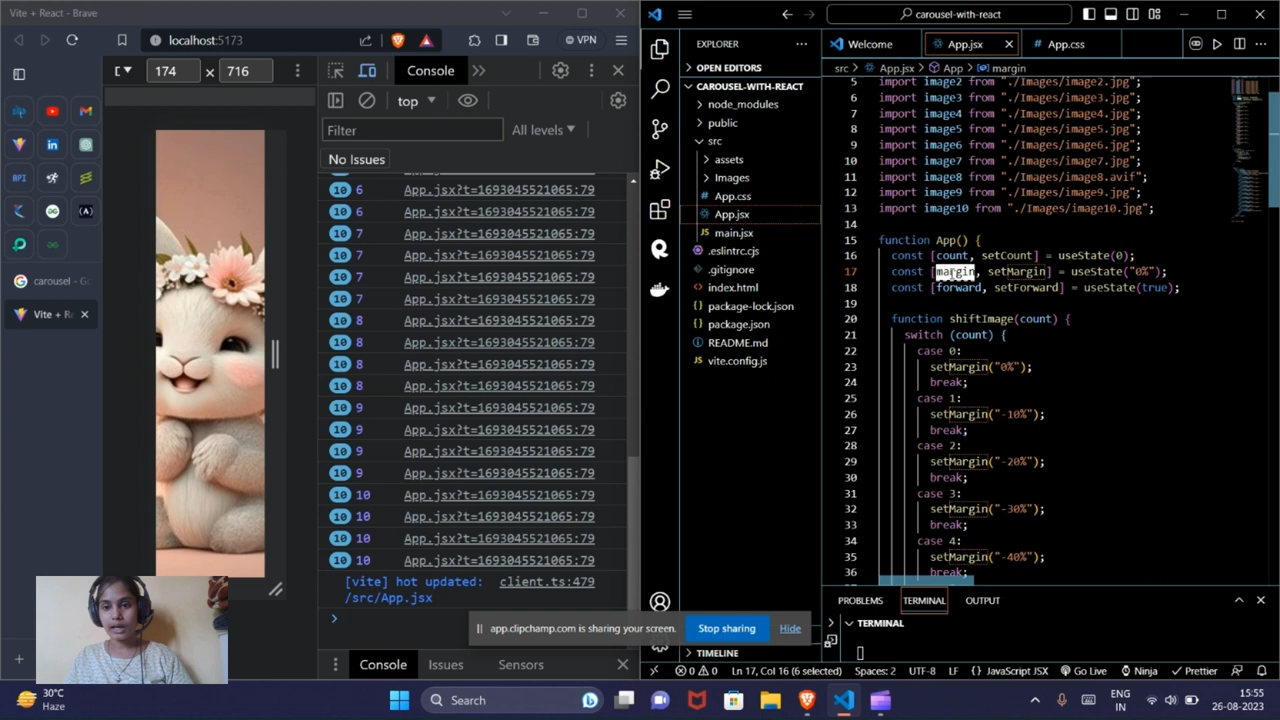 Vite + React - Brave
localhost:5173
VPN
174 x 716
Console
top
Filter
All levels
No Issues
10 6 App.jsx?t=1693045521065:79
10 6 App.jsx?t=1693045521065:79
10 7 App.jsx?t=1693045521065:79
10 7 App.jsx?t=1693045521065:79
10 7 App.jsx?t=1693045521065:79
10 7 App.jsx?t=1693045521065:79
10 8 App.jsx?t=1693045521065:79
10 8 App.jsx?t=1693045521065:79
10 8 App.jsx?t=1693045521065:79
10 8 App.jsx?t=1693045521065:79
10 9 App.jsx?t=1693045521065:79
10 9 App.jsx?t=1693045521065:79
10 9 App.jsx?t=1693045521065:79
10 9 App.jsx?t=1693045521065:79
10 10 App.jsx?t=1693045521065:79
10 10 App.jsx?t=1693045521065:79
10 10 App.jsx?t=1693045521065:79
10 10 App.jsx?t=1693045521065:79
[vite] hot updated: client.ts:479
/src/App.jsx
API
carousel -
Vite + Re
Console Issues Sensors
app.clipchamp.com is sharing your screen.
Stop sharing
Hide
carousel-with-react
EXPLORER
OPEN EDITORS
CAROUSEL-WITH-REACT
node_modules
public
src
assets
Images
App.css
App.jsx
main.jsx
.eslintrc.cjs
.gitignore
index.html
package-lock.json
package.json
README.md
vite.config.js
TIMELINE
Welcome
App.jsx
App.css
src > App.jsx > App > margin
5 import image2 from "./Images/image2.jpg";
6 import image3 from "./Images/image3.jpg";
7 import image4 from "./Images/image4.jpg";
8 import image5 from "./Images/image5.jpg";
9 import image6 from "./Images/image6.jpg";
10 import image7 from "./Images/image7.jpg";
11 import image8 from "./Images/image8.avif";
12 import image9 from "./Images/image9.jpg";
13 import image10 from "./Images/image10.jpg";
14
15 function App() {
16 const [count, setCount] = useState(0);
17 const [margin, setMargin] = useState("0%");
18 const [forward, setForward] = useState(true);
19
20 function shiftImage(count) {
21 switch (count) {
22 case 0:
23 setMargin("0%");
24 break;
25 case 1:
26 setMargin("-10%");
27 break;
28 case 2:
29 setMargin("-20%");
30 break;
31 case 3:
32 setMargin("-30%");
33 break;
34 case 4:
35 setMargin("-40%");
36 break;
PROBLEMS TERMINAL OUTPUT
TERMINAL
0 0 Ln 17, Col 16 (6 selected) Spaces: 2 UTF-8 LF {} JavaScript JSX Go Live Ninja Prettier
30°C
Haze
Search
ENG
IN
15:55
26-08-2023